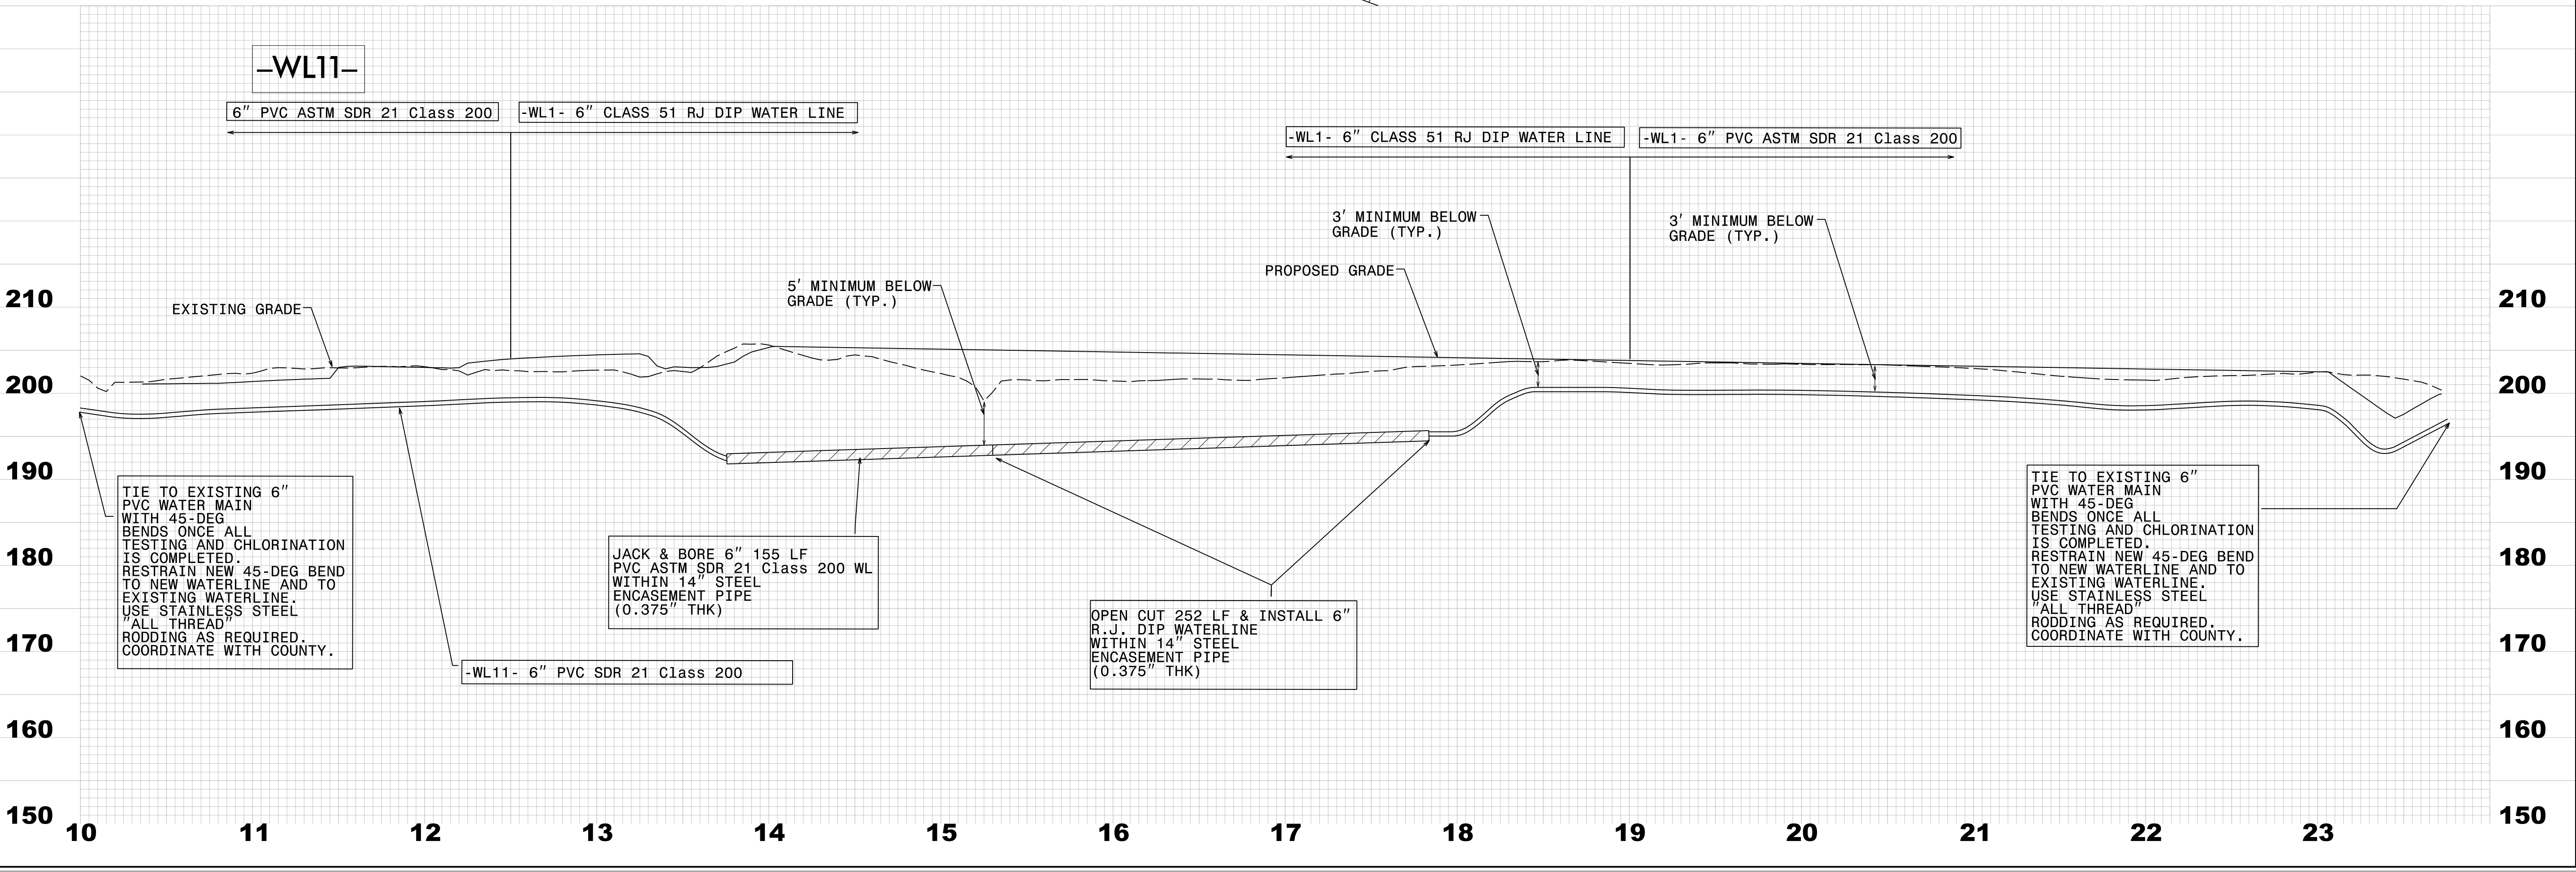 –WL11–
6" PVC ASTM SDR 21 Class 200
-WL1- 6" CLASS 51 RJ DIP WATER LINE
-WL1- 6" CLASS 51 RJ DIP WATER LINE
-WL1- 6" PVC ASTM SDR 21 Class 200
3' MINIMUM BELOW
GRADE (TYP.)
3' MINIMUM BELOW
GRADE (TYP.)
PROPOSED GRADE
5' MINIMUM BELOW
GRADE (TYP.)
EXISTING GRADE
210
210
200
200
190
190
180
180
170
170
160
160
150
150
TIE TO EXISTING 6"
PVC WATER MAIN
WITH 45-DEG
BENDS ONCE ALL
TESTING AND CHLORINATION
IS COMPLETED.
RESTRAIN NEW 45-DEG BEND
TO NEW WATERLINE AND TO
EXISTING WATERLINE.
USE STAINLESS STEEL
"ALL THREAD"
RODDING AS REQUIRED.
COORDINATE WITH COUNTY.
JACK & BORE 6" 155 LF
PVC ASTM SDR 21 Class 200 WL
WITHIN 14" STEEL
ENCASEMENT PIPE
(0.375" THK)
-WL11- 6" PVC SDR 21 Class 200
OPEN CUT 252 LF & INSTALL 6"
R.J. DIP WATERLINE
WITHIN 14" STEEL
ENCASEMENT PIPE
(0.375" THK)
TIE TO EXISTING 6"
PVC WATER MAIN
WITH 45-DEG
BENDS ONCE ALL
TESTING AND CHLORINATION
IS COMPLETED.
RESTRAIN NEW 45-DEG BEND
TO NEW WATERLINE AND TO
EXISTING WATERLINE.
USE STAINLESS STEEL
"ALL THREAD"
RODDING AS REQUIRED.
COORDINATE WITH COUNTY.
10 11 12 13 14 15 16 17 18 19 20 21 22 23